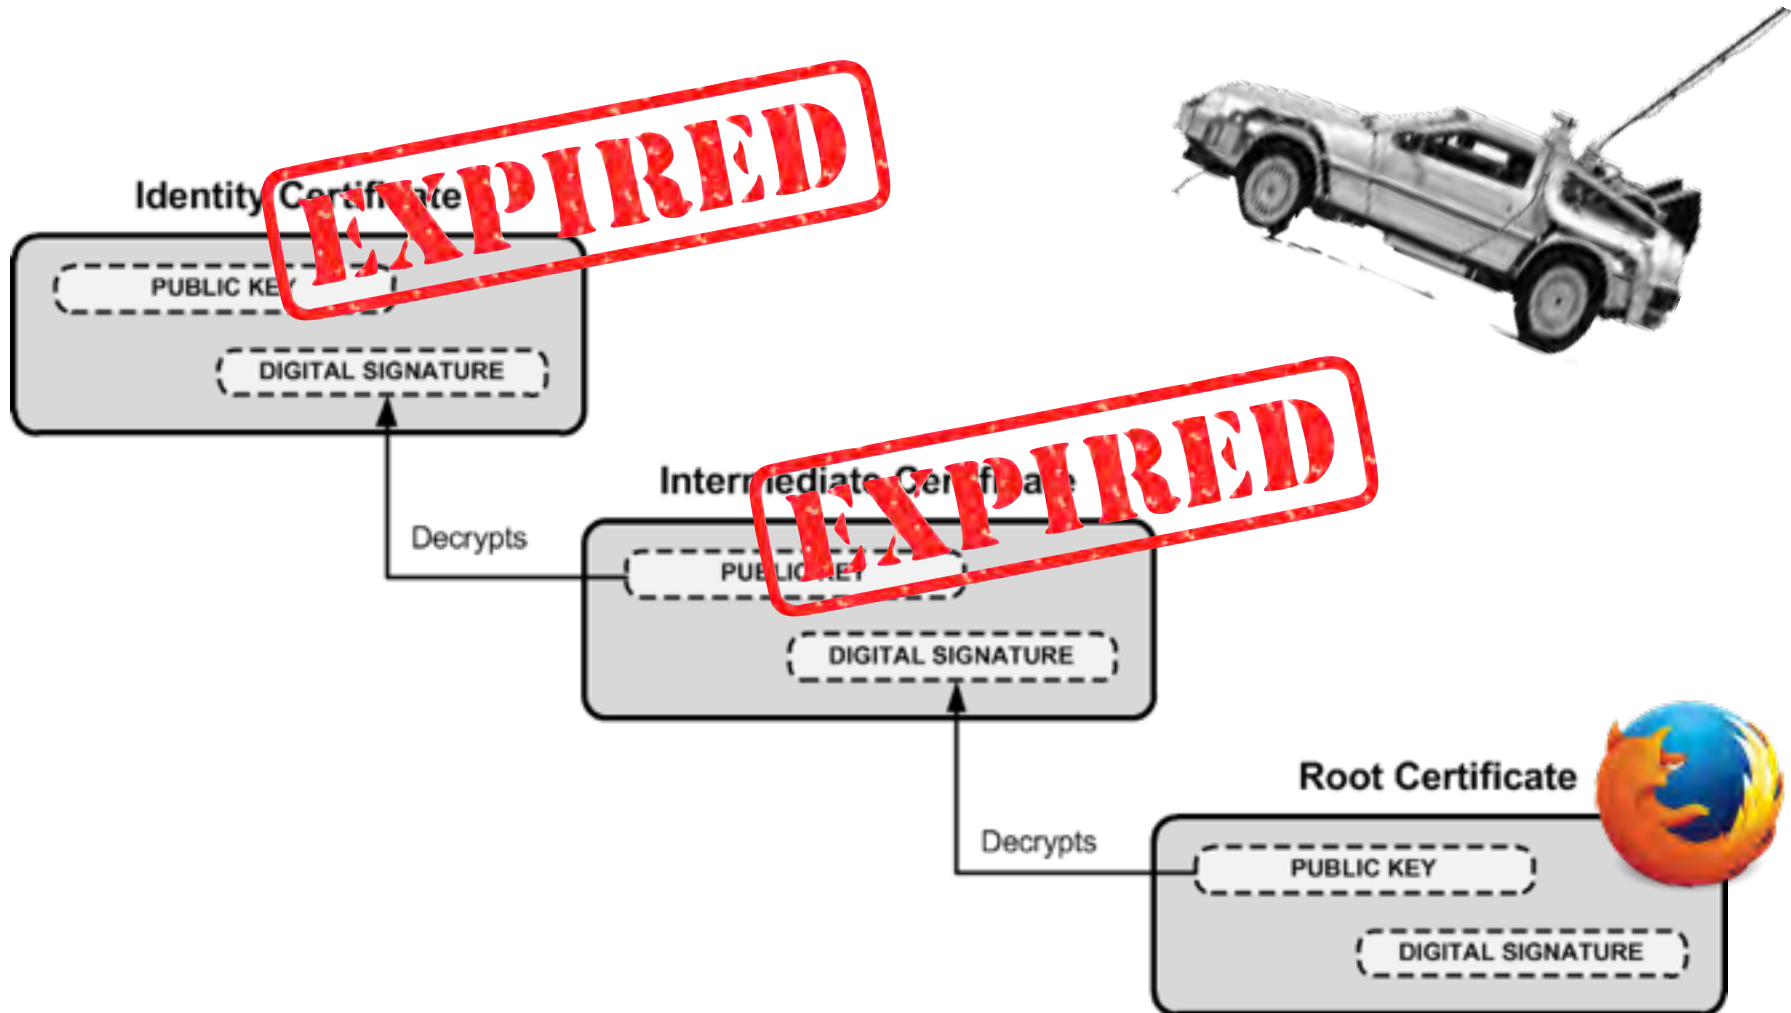 Identity Certificate
EXPIRED
PUBLIC KEY
DIGITAL SIGNATURE
Decrypts
Intermediate Certificate
EXPIRED
PUBLIC KEY
DIGITAL SIGNATURE
Decrypts
Root Certificate
PUBLIC KEY
DIGITAL SIGNATURE